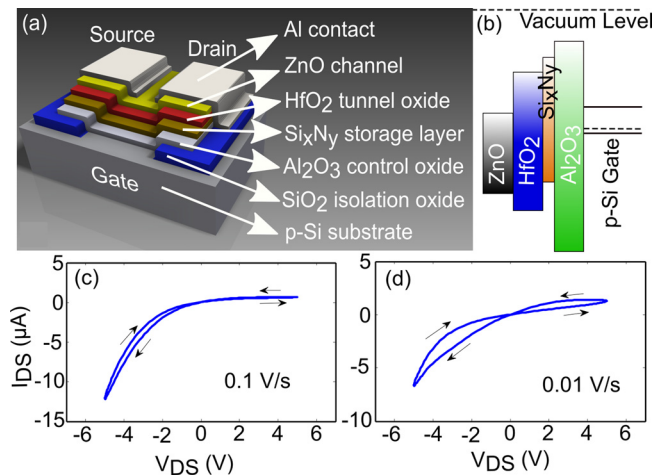 (a)
Source
Drain
Al contact
ZnO channel
HfO2 tunnel oxide
SixNy storage layer
Al2O3 control oxide
SiO2 isolation oxide
p-Si substrate
Gate
(b)
Vacuum Level
ZnO
HfO2
SixNy
Al2O3
p-Si Gate
(c)
IDS (µA)
5
0
-5
-10
-15
0.1 V/s
-4 -2 0 2 4 6
VDS (V)
(d)
5
0
-5
-10
0.01 V/s
-6 -4 -2 0 2 4 6
VDS (V)